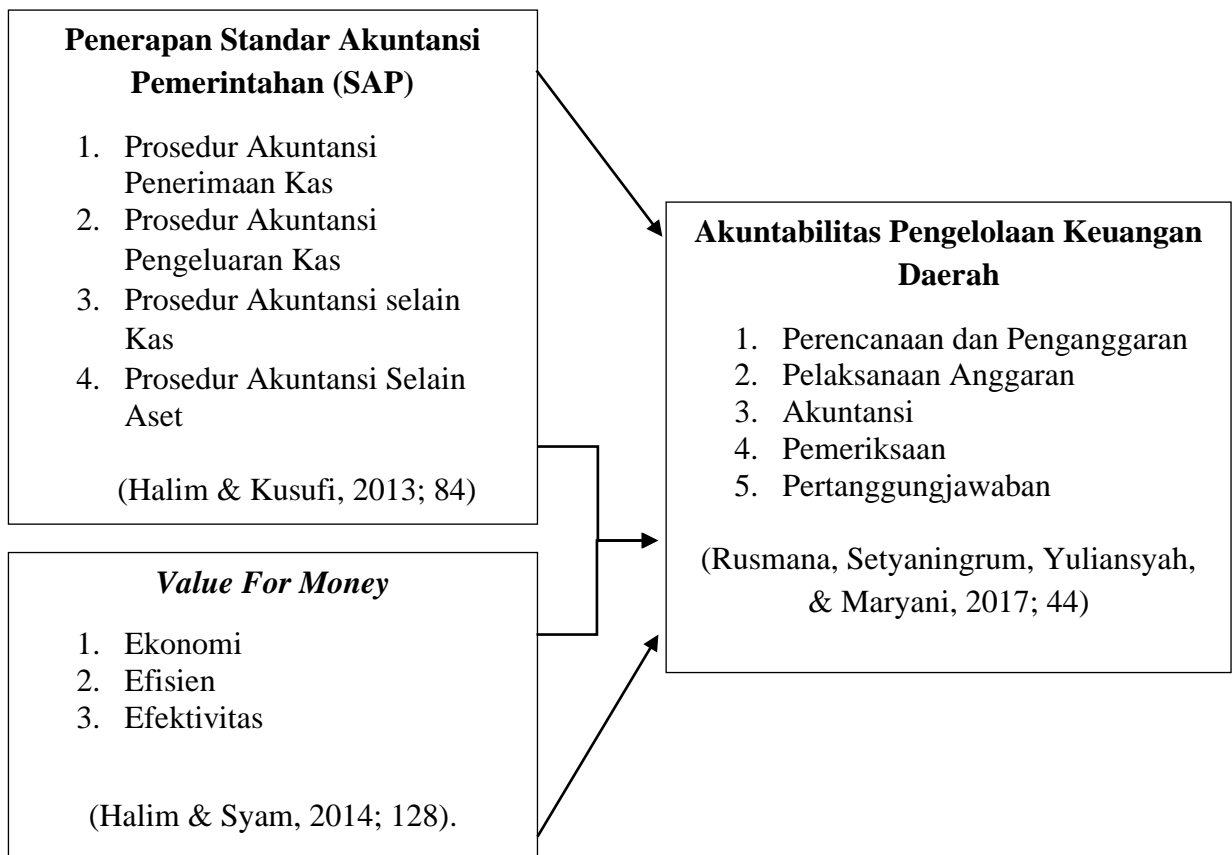 Penerapan Standar Akuntansi
Pemerintahan (SAP)
1. Prosedur Akuntansi
Penerimaan Kas
2. Prosedur Akuntansi
Pengeluaran Kas
3. Prosedur Akuntansi selain
Kas
4. Prosedur Akuntansi Selain
Aset
(Halim & Kusufi, 2013; 84)
Value For Money
1. Ekonomi
2. Efisien
3. Efektivitas
(Halim & Syam, 2014; 128).
Akuntabilitas Pengelolaan Keuangan
Daerah
1. Perencanaan dan Penganggaran
2. Pelaksanaan Anggaran
3. Akuntansi
4. Pemeriksaan
5. Pertanggungjawaban
(Rusmana, Setyaningrum, Yuliansyah,
& Maryani, 2017; 44)